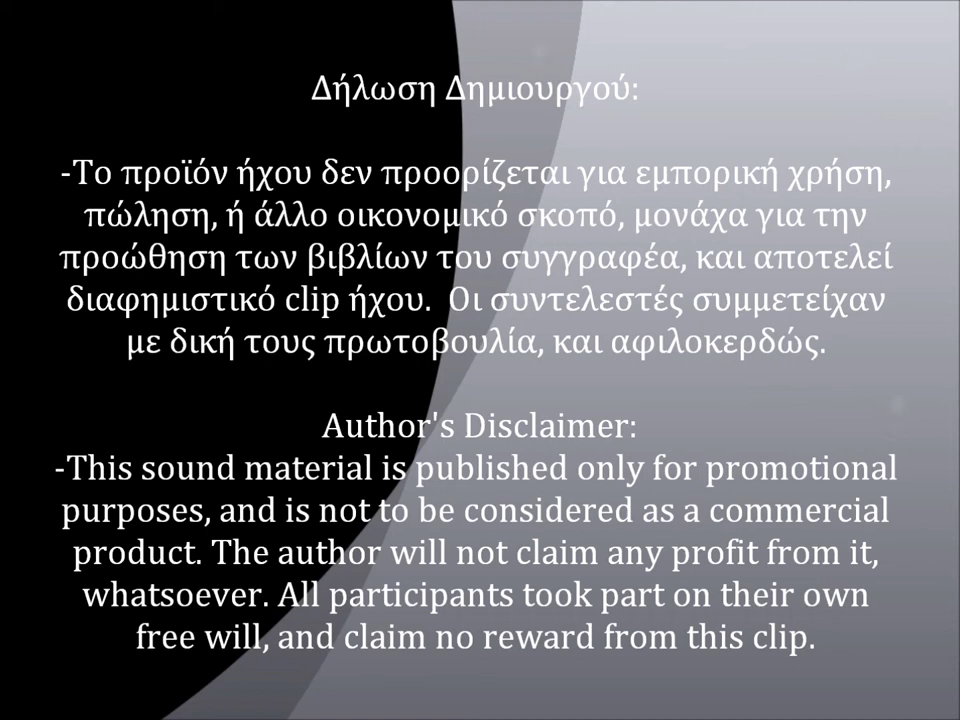 Δήλωση Δημιουργού:
-Το προϊόν ήχου δεν προορίζεται για εμπορική χρήση,
πώληση, ή άλλο οικονομικό σκοπό, μονάχα για την
προώθηση των βιβλίων του συγγραφέα, και αποτελεί
διαφημιστικό clip ήχου.  Οι συντελεστές συμμετείχαν
με δική τους πρωτοβουλία, και αφιλοκερδώς.
Author's Disclaimer:
-This sound material is published only for promotional
purposes, and is not to be considered as a commercial
product. The author will not claim any profit from it,
whatsoever. All participants took part on their own
free will, and claim no reward from this clip.